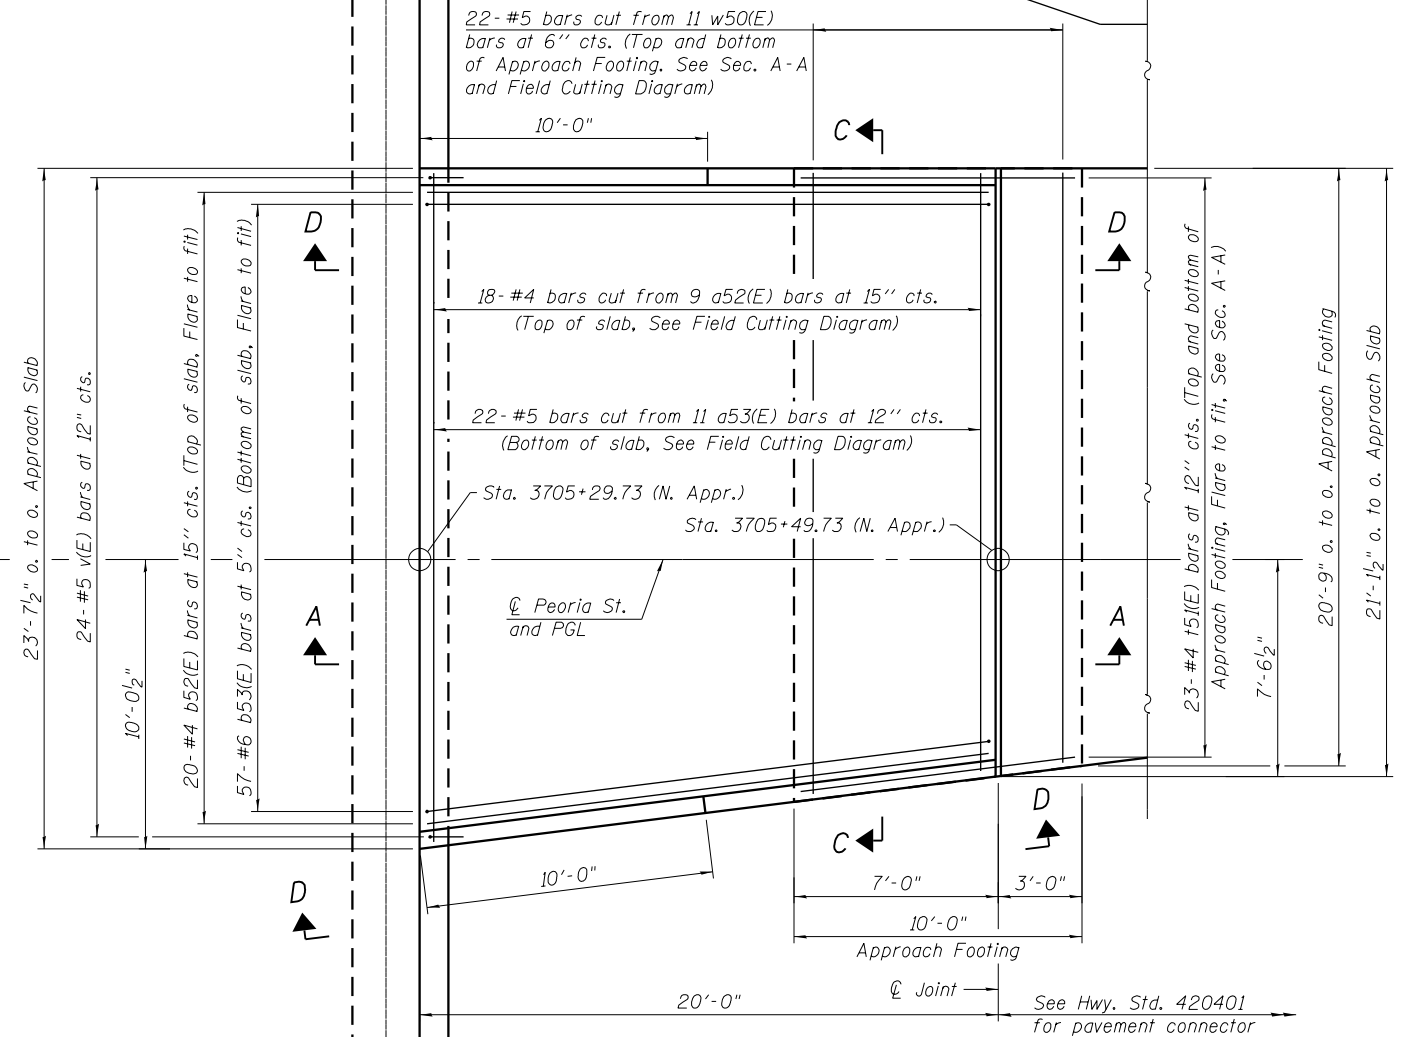 22-#5 bars cut from 11 w50(E)
bars at 6" cts. (Top and bottom
of Approach Footing. See Sec. A-A
and Field Cutting Diagram)
10'-0"
C
D
D
18-#4 bars cut from 9 a52(E) bars at 15" cts.
(Top of slab, See Field Cutting Diagram)
22-#5 bars cut from 11 a53(E) bars at 12" cts.
(Bottom of slab, See Field Cutting Diagram)
Sta. 3705+29.73 (N. Appr.)
Sta. 3705+49.73 (N. Appr.)
℄ Peoria St.
and PGL
A
A
23'-7½" o. to o. Approach Slab
24-#5 v(E) bars at 12" cts.
10'-0½"
20-#4 b52(E) bars at 15" cts. (Top of slab, Flare to fit)
57-#6 b53(E) bars at 5" cts. (Bottom of slab, Flare to fit)
23-#4 t51(E) bars at 12" cts. (Top and bottom of
Approach Footing, Flare to fit, See Sec. A-A)
7'-6½"
20'-9" o. to o. Approach Footing
21'-1½" o. to o. Approach Slab
D
C
10'-0"
D
7'-0"
3'-0"
10'-0"
Approach Footing
℄ Joint
20'-0"
See Hwy. Std. 420401
for pavement connector